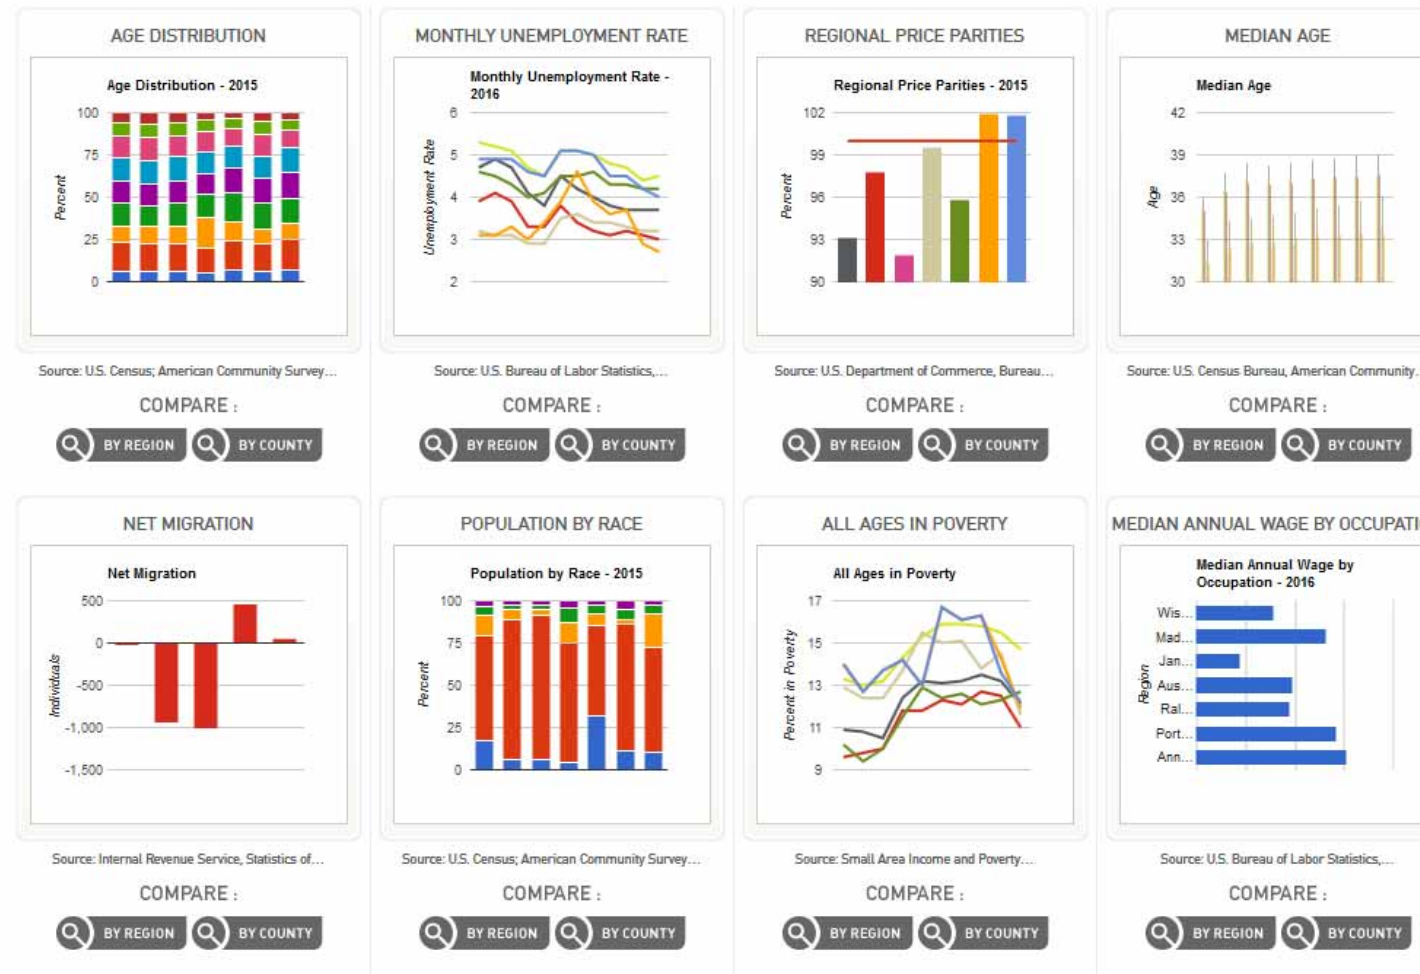 AGE DISTRIBUTION
Age Distribution - 2015
Percent
100
75
50
25
0
Source: U.S. Census; American Community Survey...
COMPARE :
BY REGION
BY COUNTY
MONTHLY UNEMPLOYMENT RATE
Monthly Unemployment Rate -
2016
Unemployment Rate
6
5
4
3
2
Source: U.S. Bureau of Labor Statistics,...
COMPARE :
BY REGION
BY COUNTY
REGIONAL PRICE PARITIES
Regional Price Parities - 2015
Percent
102
99
96
93
90
Source: U.S. Department of Commerce, Bureau...
COMPARE :
BY REGION
BY COUNTY
MEDIAN AGE
Median Age
Age
42
39
36
33
30
Source: U.S. Census Bureau, American Community.
COMPARE :
BY REGION
BY COUNTY
NET MIGRATION
Net Migration
Individuals
500
0
-500
-1,000
-1,500
Source: Internal Revenue Service, Statistics of...
COMPARE :
BY REGION
BY COUNTY
POPULATION BY RACE
Population by Race - 2015
Percent
100
75
50
25
0
Source: U.S. Census; American Community Survey...
COMPARE :
BY REGION
BY COUNTY
ALL AGES IN POVERTY
All Ages in Poverty
Percent in Poverty
17
15
13
11
9
Source: Small Area Income and Poverty...
COMPARE :
BY REGION
BY COUNTY
MEDIAN ANNUAL WAGE BY OCCUPATI
Median Annual Wage by
Occupation - 2016
Region
Wis...
Mad...
Jan...
Aus...
Ral...
Port...
Ann...
Source: U.S. Bureau of Labor Statistics,...
COMPARE :
BY REGION
BY COUNTY